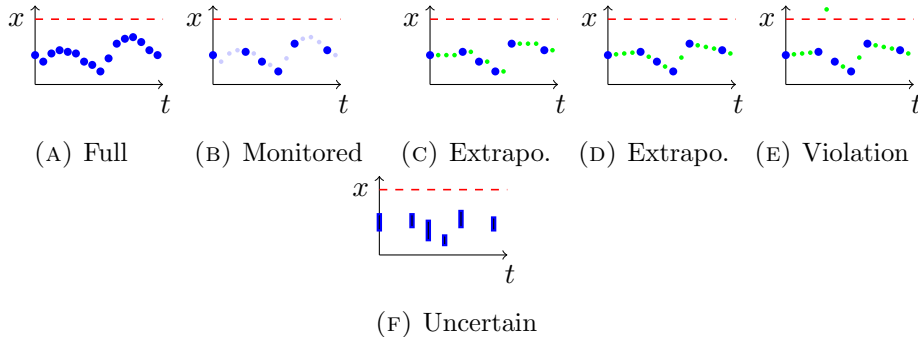 x x x x x
t t t t t
(A) Full (B) Monitored (C) Extrapo. (D) Extrapo. (E) Violation
x
t
(F) Uncertain